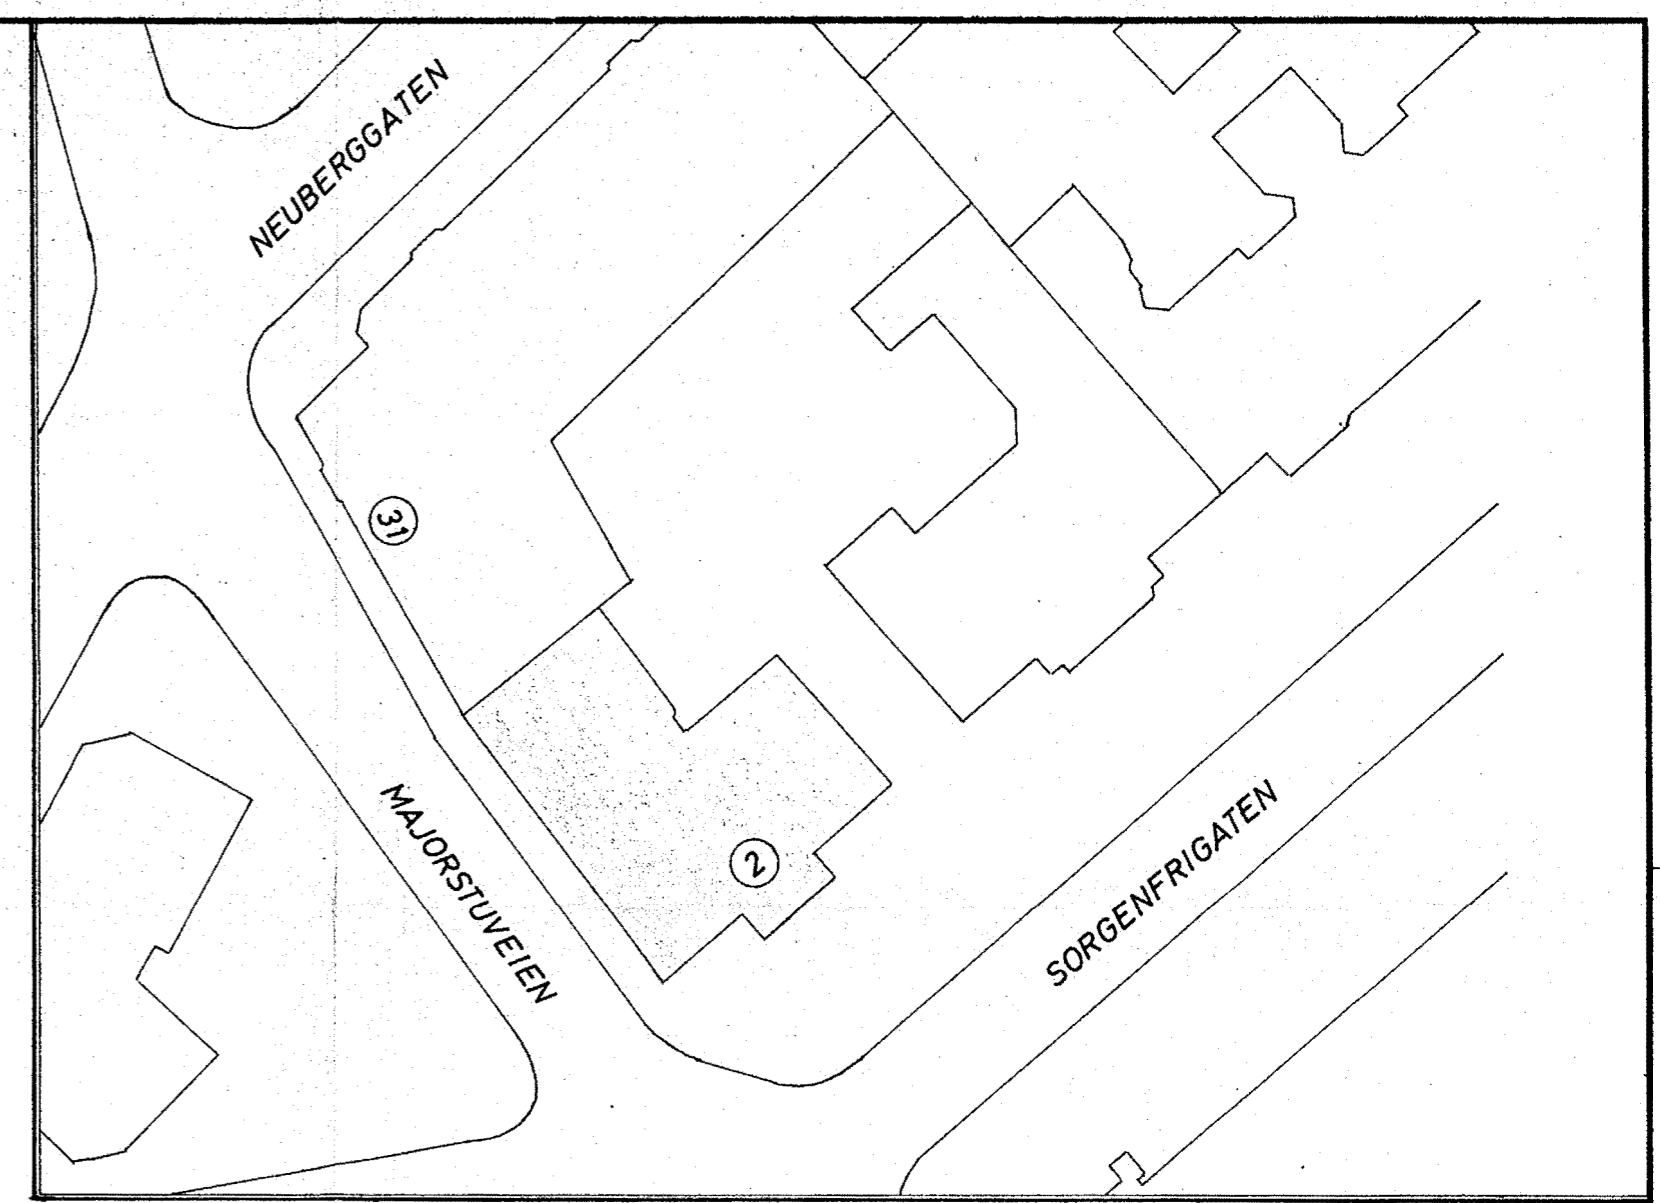 NEUBERGGATEN
31
MAJORSTUVEIEN
2
SORGENFRIGATEN